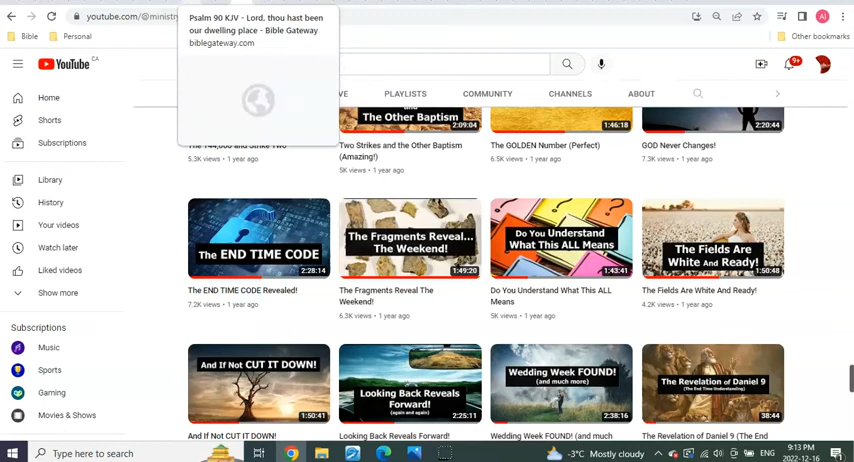 youtube.com/@ministry
Psalm 90 KJV - Lord, thou hast been
our dwelling place - Bible Gateway
biblegateway.com
AI
Bible
Personal
Other bookmarks
YouTube CA
9+
VE
PLAYLISTS
COMMUNITY
CHANNELS
ABOUT
Home
Shorts
Subscriptions
Library
History
Your videos
Watch later
Liked videos
Show more
Subscriptions
Music
Sports
Gaming
Movies & Shows
5.3K views • 1 year ago
and
The Other Baptism
2:09:04
Two Strikes and the Other Baptism
(Amazing!)
5K views • 1 year ago
1:46:18
The GOLDEN Number (Perfect)
6.5K views • 1 year ago
2:20:44
GOD Never Changes!
7.3K views • 1 year ago
The END TIME CODE
2:28:14
The END TIME CODE Revealed!
7.2K views • 1 year ago
The Fragments Reveal...
The Weekend!
1:49:20
The Fragments Reveal The
Weekend!
6.3K views • 1 year ago
Do You Understand
What This ALL Means
1:43:41
Do You Understand What This ALL
Means
5K views • 1 year ago
The Fields Are
White And Ready!
1:50:48
The Fields Are White And Ready!
4.2K views • 1 year ago
And If Not CUT IT DOWN!
1:50:41
And If Not CUT IT DOWN!
Looking Back Reveals
Forward!
(again and again)
2:25:11
Looking Back Reveals Forward!
Wedding Week FOUND!
(and much more)
2:38:16
Wedding Week FOUND! (and much
The Revelation of Daniel 9
(The End Time Understanding)
38:44
The Revelation of Daniel 9 (The End
Type here to search
-3°C Mostly cloudy
ENG
9:13 PM
2022-12-16
1